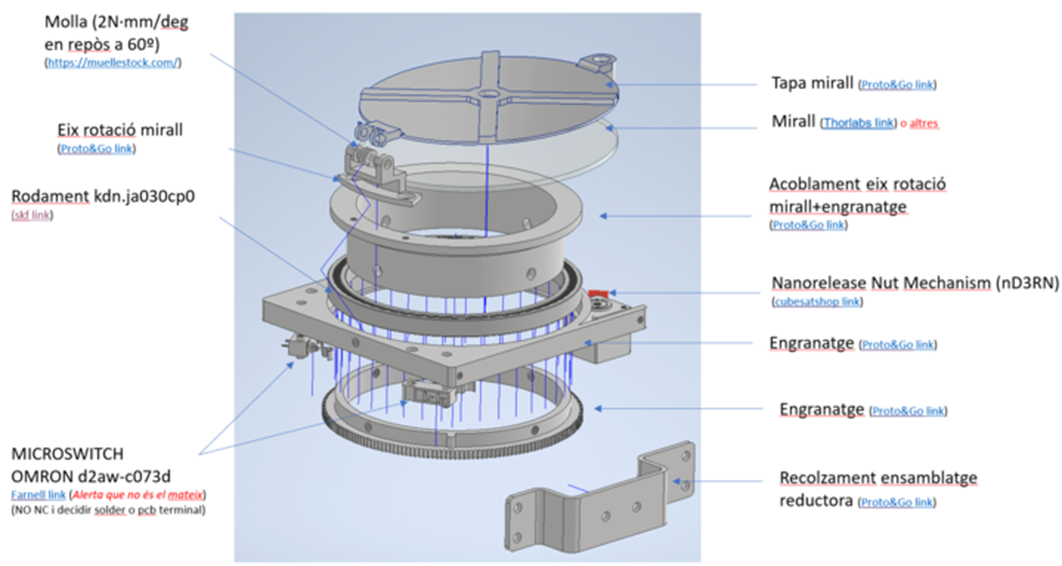 Molla (2N·mm/deg
en repòs a 60º)
(https://muellestock.com/)
Eix rotació mirall
(Proto&Go link)
Rodament kdn.ja030cp0
(skf link)
MICROSWITCH
OMRON d2aw-c073d
Farnell link (Alerta que no és el mateix)
(NO NC i decidir solder o pcb terminal)
Tapa mirall (Proto&Go link)
Mirall (Thorlabs link) o altres
Acoblament eix rotació
mirall+engranatge
(Proto&Go link)
Nanorelease Nut Mechanism (nD3RN)
(cubesatshop link)
Engranatge (Proto&Go link)
Engranatge (Proto&Go link)
Recolzament ensamblatge
reductora (Proto&Go link)